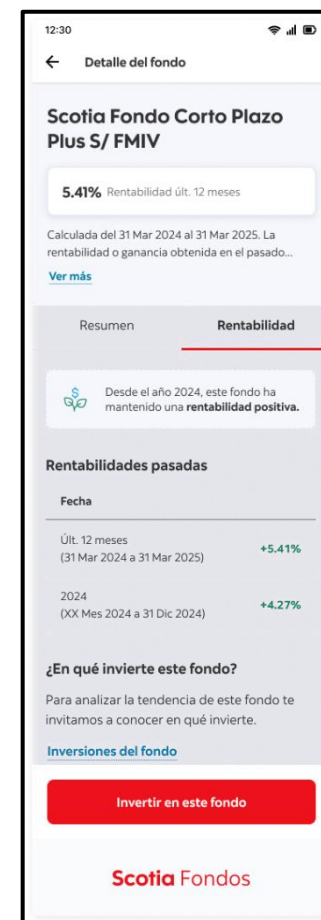 12:30
Detalle del fondo
Scotia Fondo Corto Plazo
Plus S/ FMIV
5.41% Rentabilidad últ. 12 meses
Calculada del 31 Mar 2024 al 31 Mar 2025. La
rentabilidad o ganancia obtenida en el pasado...
Ver más
Resumen Rentabilidad
Desde el año 2024, este fondo ha
mantenido una rentabilidad positiva.
Rentabilidades pasadas
Fecha
Últ. 12 meses
(31 Mar 2024 a 31 Mar 2025) +5.41%
2024
(XX Mes 2024 a 31 Dic 2024) +4.27%
¿En qué invierte este fondo?
Para analizar la tendencia de este fondo te
invitamos a conocer en qué invierte.
Inversiones del fondo
Invertir en este fondo
Scotia Fondos